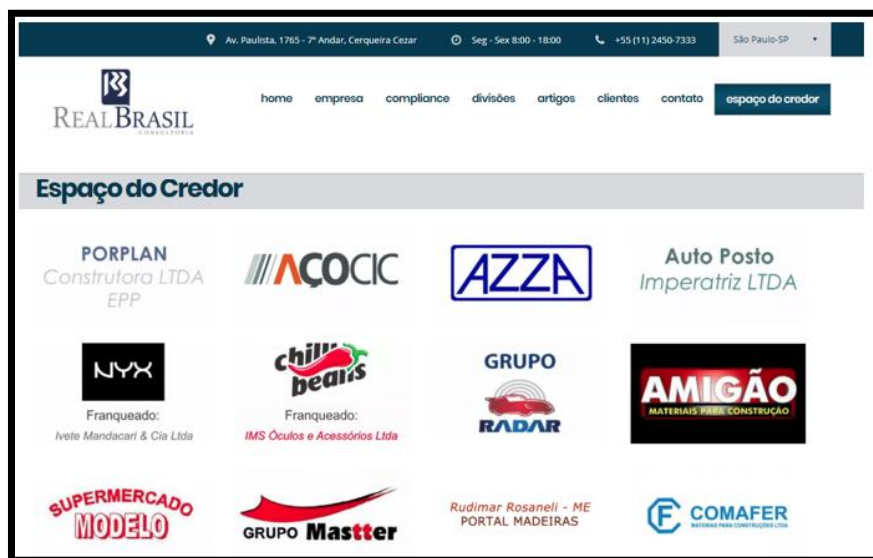 Av. Paulista, 1765 - 7º Andar, Cerqueira Cezar
Seg - Sex 8:00 - 18:00
+55 (11) 2450-7333
São Paulo-SP
REALBRASIL
CONSULTORIA
home empresa compliance divisões artigos clientes contato espaço do credor
Espaço do Credor
PORPLAN
Construtora LTDA
EPP
AÇOCIC
AZZA
Auto Posto
Imperatriz LTDA
NYX
Franqueado:
Ivete Mandacari & Cia Ltda
chilli
beans
Franqueado:
IMS Óculos e Acessórios Ltda
GRUPO
RADAR
AMIGÃO
MATERIAIS PARA CONSTRUÇÃO
SUPERMERCADO
MODELO
GRUPO Mastter
Rudimar Rosaneli - ME
PORTAL MADEIRAS
COMAFER
MATERIAIS PARA CONSTRUÇÕES LTDA